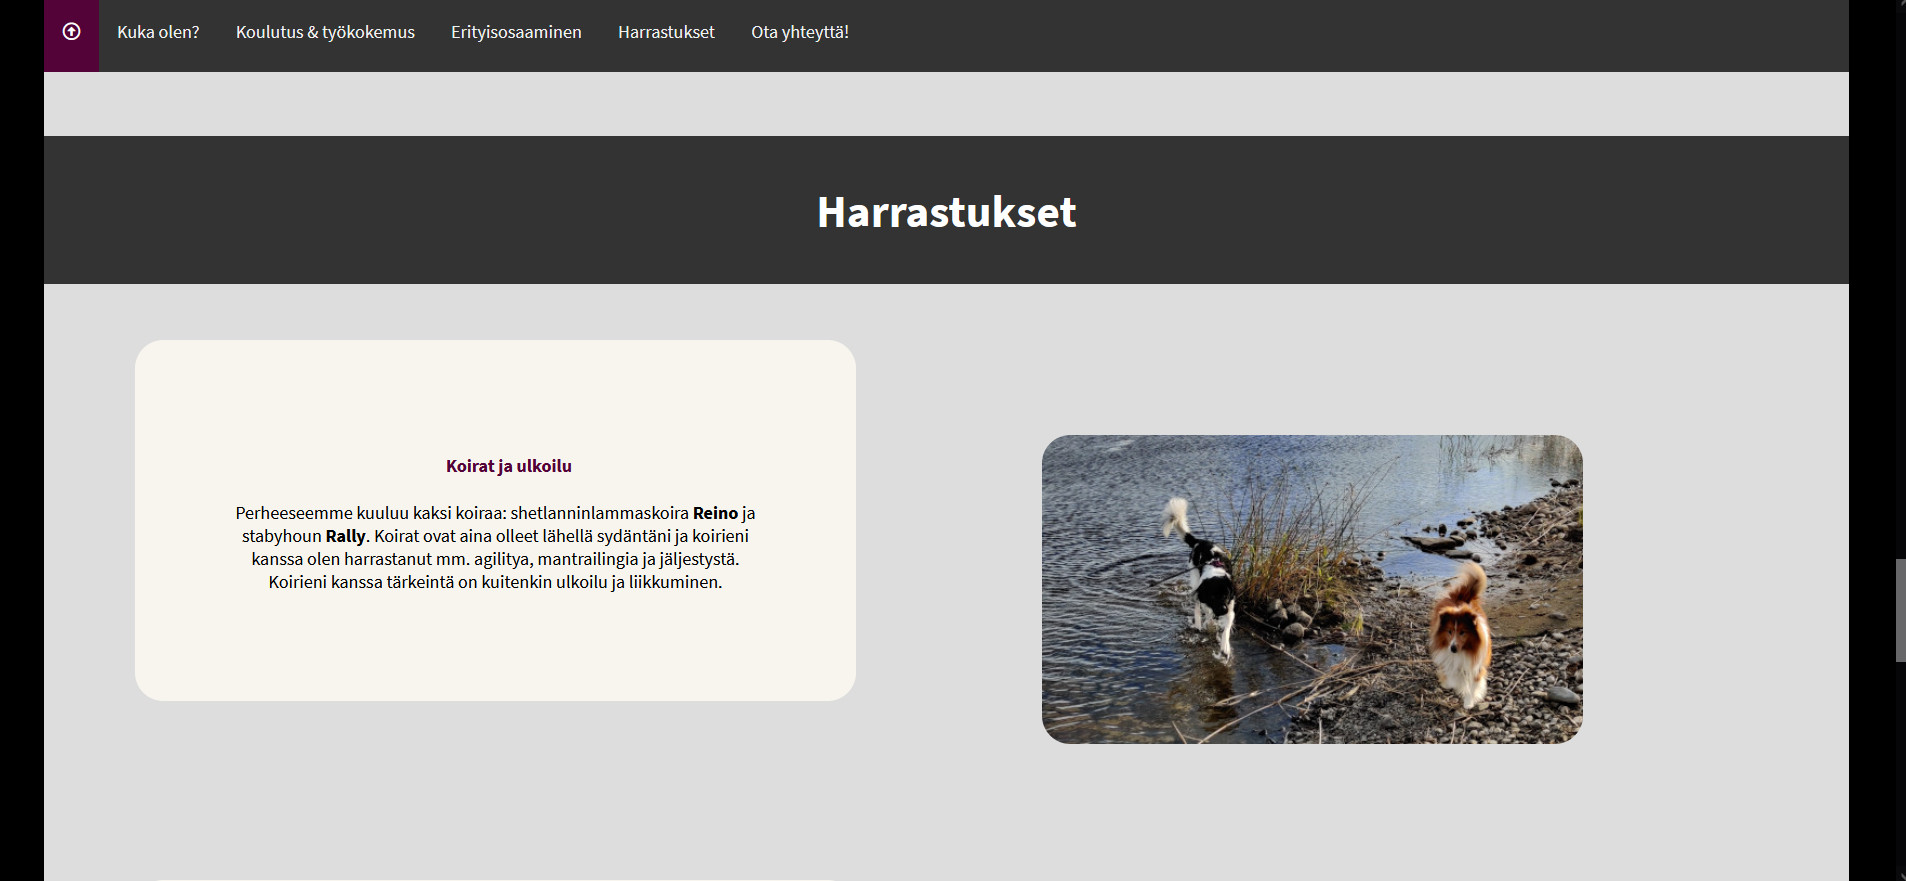 Kuka olen? Koulutus & työkokemus Erityisosaaminen Harrastukset Ota yhteyttä!
Harrastukset
Koirat ja ulkoilu
Perheeseemme kuuluu kaksi koiraa: shetlanninlammaskoira Reino ja
stabyhoun Rally. Koirat ovat aina olleet lähellä sydäntäni ja koirieni
kanssa olen harrastanut mm. agilitya, mantrailingia ja jäljestystä.
Koirieni kanssa tärkeintä on kuitenkin ulkoilu ja liikkuminen.